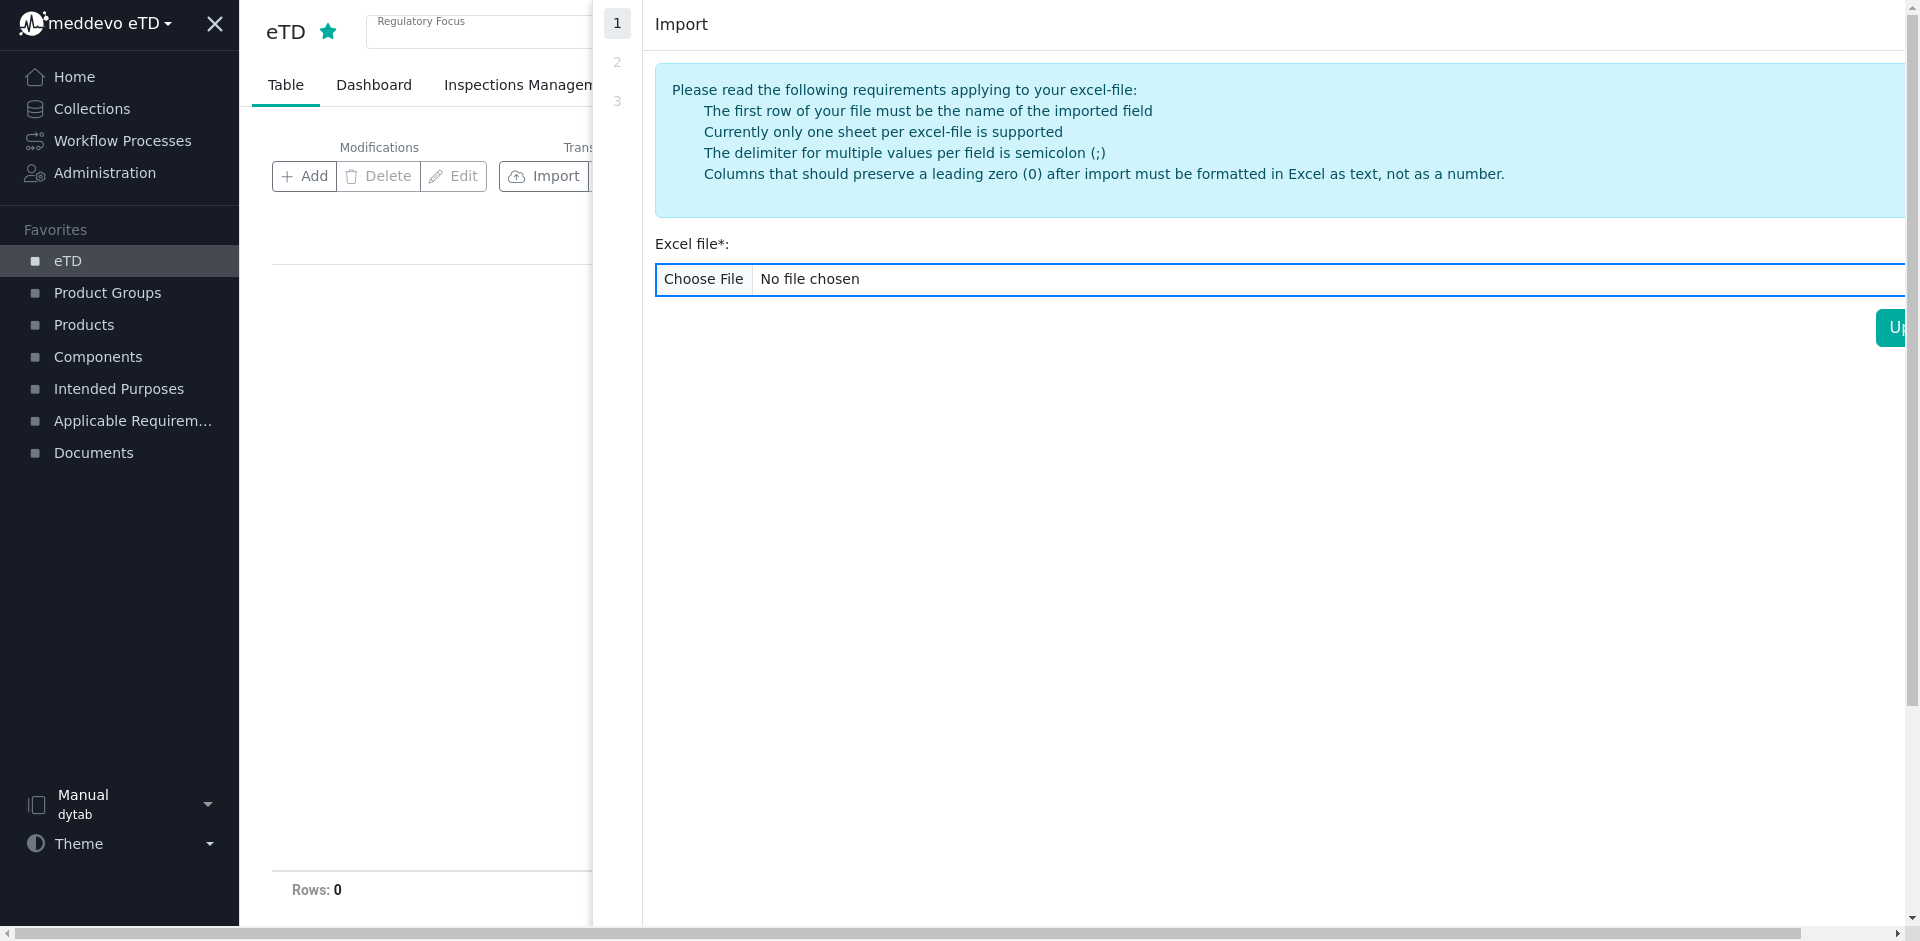 meddevo eTD
Home
Collections
Workflow Processes
Administration
Favorites
eTD
Product Groups
Products
Components
Intended Purposes
Applicable Requirem...
Documents
Manual
dytab
Theme
eTD
Regulatory Focus
Table
Dashboard
Inspections Managem
Modifications
Trans
Add
Delete
Edit
Import
Rows: 0
1
2
3
Import
Please read the following requirements applying to your excel-file:
The first row of your file must be the name of the imported field
Currently only one sheet per excel-file is supported
The delimiter for multiple values per field is semicolon (;)
Columns that should preserve a leading zero (0) after import must be formatted in Excel as text, not as a number.
Excel file*:
Choose File No file chosen
Up